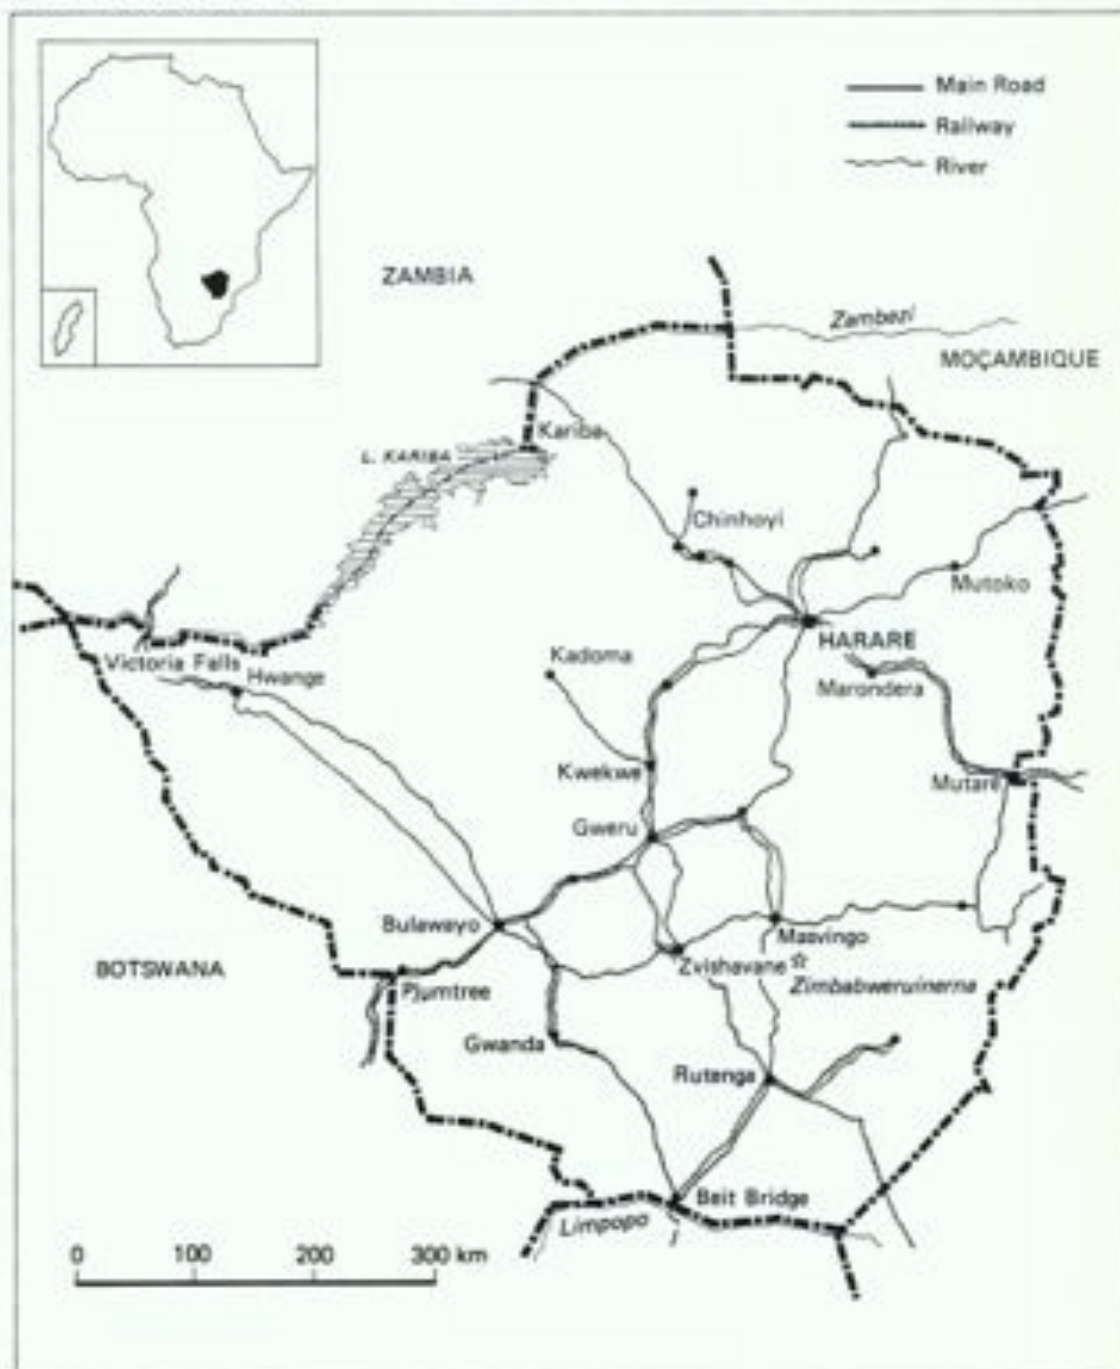 Main Road
Railway
River
ZAMBIA
Zambezi
MOÇAMBIQUE
Kariba
L. KARIBA
Chinhoyi
Mutoko
HARARE
Victoria Falls
Hwange
Kadoma
Marondera
Kwekwe
Mutare
Gweru
Bulawayo
Masvingo
BOTSWANA
Zvishavane
Pjumtree
Zimbabweruinerna
Gwanda
Rutenga
Beit Bridge
Limpopo
0 100 200 300 km